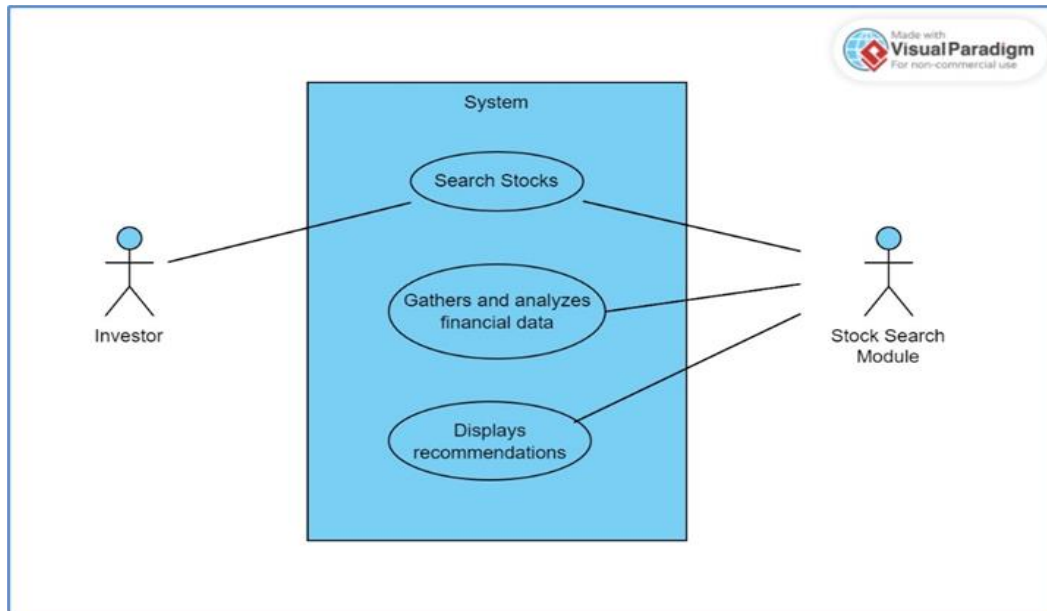 Made with
Visual Paradigm
For non-commercial use
System
Search Stocks
Gathers and analyzes
financial data
Investor
Stock Search
Module
Displays
recommendations